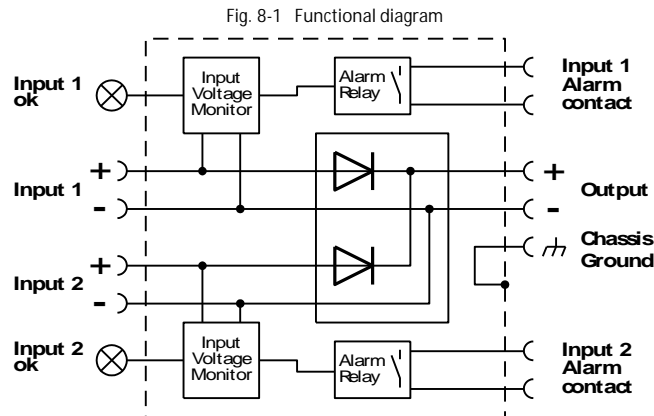 Fig. 8-1 Functional diagram
Input 1
ok
Input
Voltage
Monitor
Alarm
Relay
Input 1
Alarm
contact
+
Input 1
-
+
Output
-
Chassis
Ground
+
Input 2
-
Input 2
ok
Input
Voltage
Monitor
Alarm
Relay
Input 2
Alarm
contact